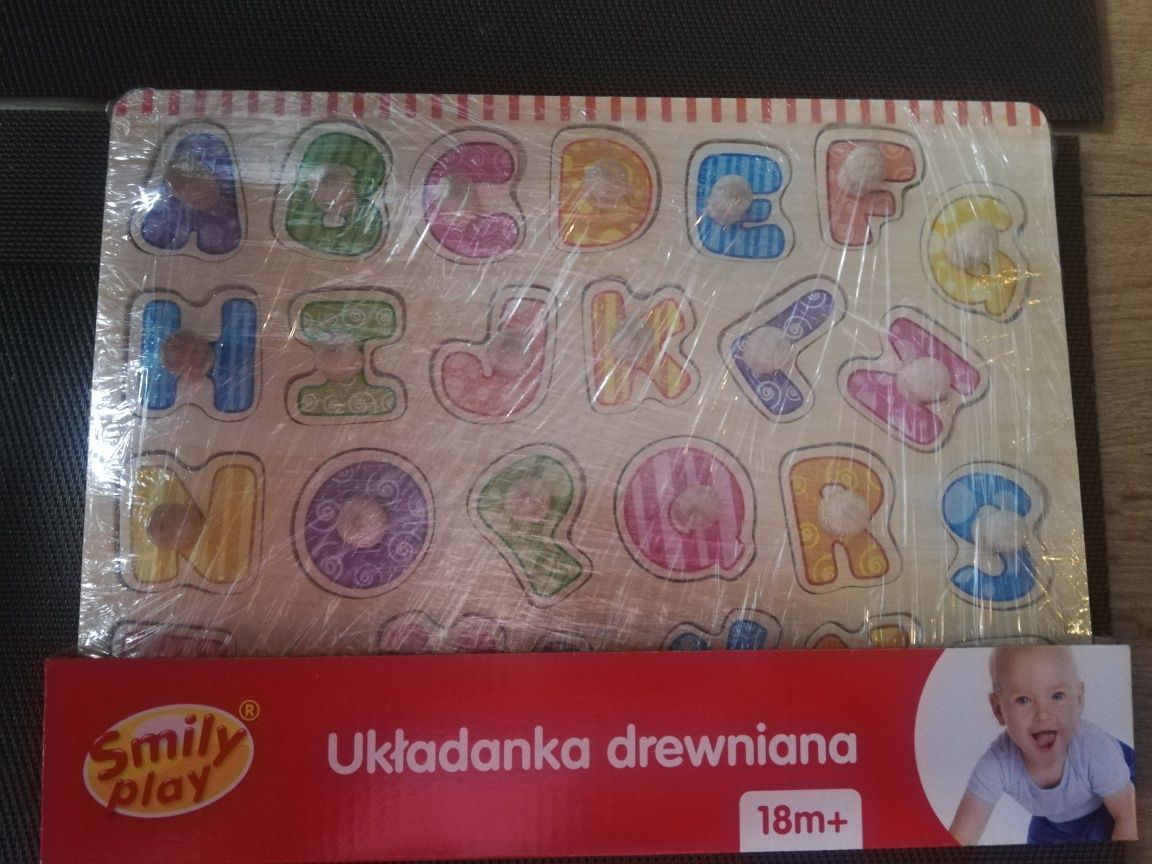 A B C D E F G
H I J K L M
N O P Q R S
Smily
play
®
Układanka drewniana
18m+